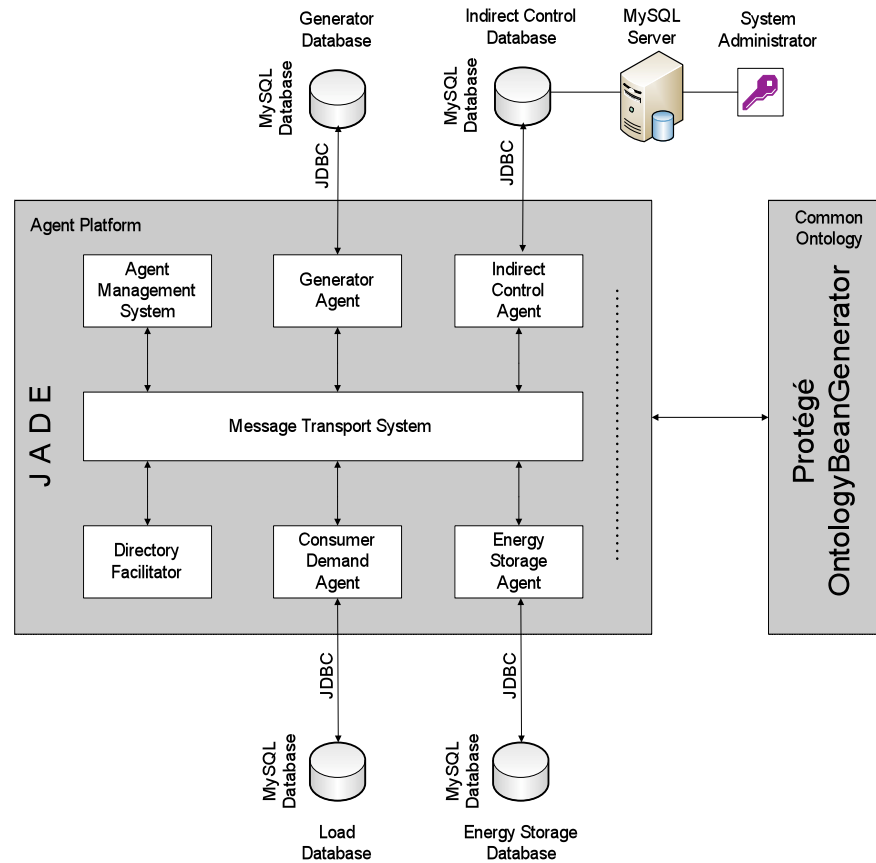 Generator
Database
Indirect Control
Database
MySQL
Server
System
Administrator
MySQL
Database
MySQL
Database
JDBC
JDBC
Agent Platform
Common
Ontology
Agent
Management
System
Generator
Agent
Indirect
Control
Agent
JADE
Message Transport System
Protégé
OntologyBeanGenerator
Directory
Facilitator
Consumer
Demand
Agent
Energy
Storage
Agent
JDBC
JDBC
MySQL
Database
MySQL
Database
Load
Database
Energy Storage
Database